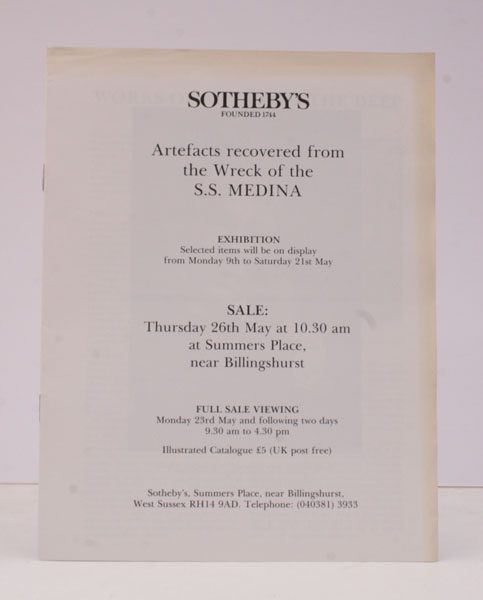 SOTHEBY'S
FOUNDED 1744
Artefacts recovered from
the Wreck of the
S.S. MEDINA
EXHIBITION
Selected items will be on display
from Monday 9th to Saturday 21st May
SALE:
Thursday 26th May at 10.30 am
at Summers Place,
near Billingshurst
FULL SALE VIEWING
Monday 23rd May and following two days
9.30 am to 4.30 pm
Illustrated Catalogue £5 (UK post free)
Sotheby's, Summers Place, near Billingshurst,
West Sussex RH14 9AD. Telephone: (040381) 3933